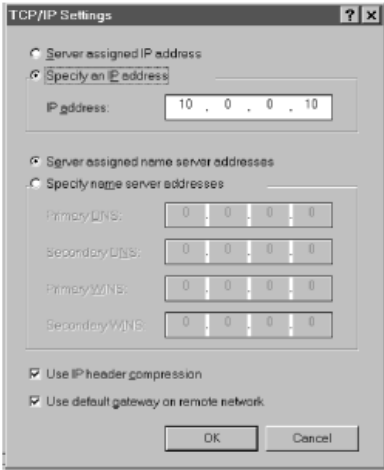 TCP/IP Settings
Server assigned IP address
Specify an IP address
IP address: 10 . 0 . 0 . 10
Server assigned name server addresses
Specify name server addresses
Primary DNS: 0 . 0 . 0 . 0
Secondary DNS: 0 . 0 . 0 . 0
Primary WINS: 0 . 0 . 0 . 0
Secondary WINS: 0 . 0 . 0 . 0
Use IP header compression
Use default gateway on remote network
OK Cancel